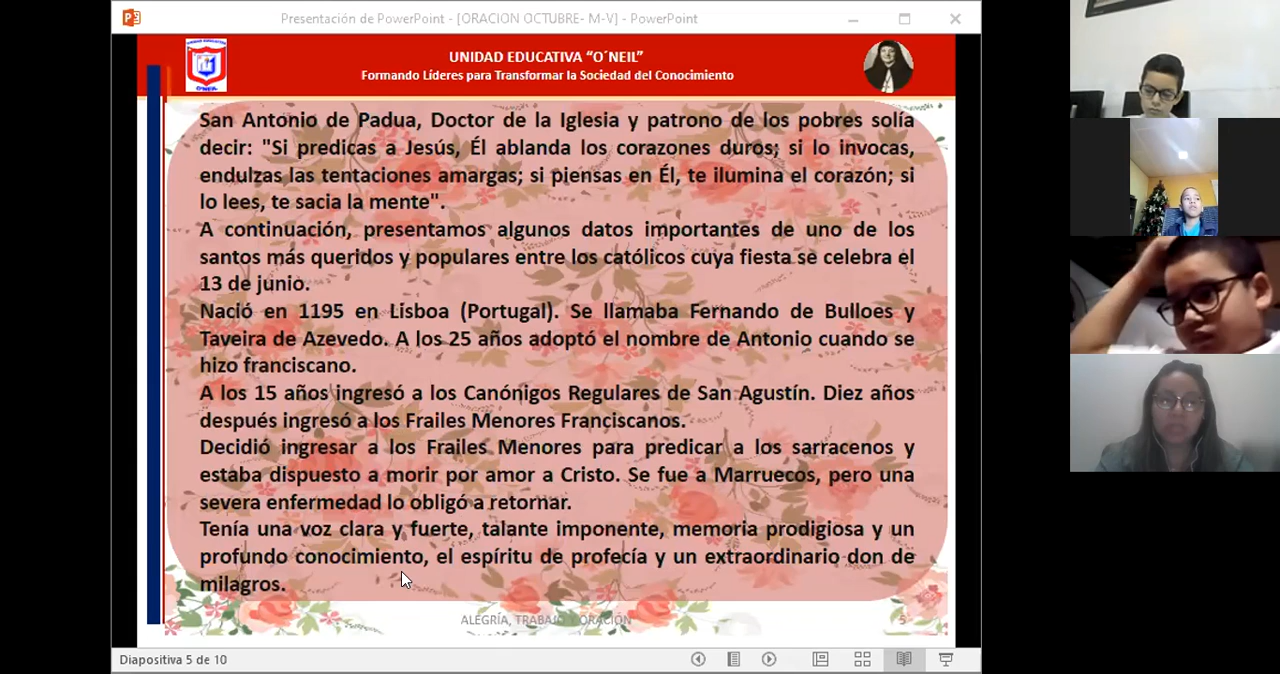 Presentación de PowerPoint - [ORACION OCTUBRE- M-V] - PowerPoint
UNIDAD EDUCATIVA “O´NEIL”
Formando Líderes para Transformar la Sociedad del Conocimiento
O'NEIL
San Antonio de Padua, Doctor de la Iglesia y patrono de los pobres solía
decir: "Si predicas a Jesús, Él ablanda los corazones duros; si lo invocas,
endulzas las tentaciones amargas; si piensas en Él, te ilumina el corazón; si
lo lees, te sacia la mente".
A continuación, presentamos algunos datos importantes de uno de los
santos más queridos y populares entre los católicos cuya fiesta se celebra el
13 de junio.
Nació en 1195 en Lisboa (Portugal). Se llamaba Fernando de Bulloes y
Taveira de Azevedo. A los 25 años adoptó el nombre de Antonio cuando se
hizo franciscano.
A los 15 años ingresó a los Canónigos Regulares de San Agustín. Diez años
después ingresó a los Frailes Menores Franciscanos.
Decidió ingresar a los Frailes Menores para predicar a los sarracenos y
estaba dispuesto a morir por amor a Cristo. Se fue a Marruecos, pero una
severa enfermedad lo obligó a retornar.
Tenía una voz clara y fuerte, talante imponente, memoria prodigiosa y un
profundo conocimiento, el espíritu de profecía y un extraordinario don de
milagros.
ALEGRÍA, TRABAJO Y ORACIÓN
5
Diapositiva 5 de 10